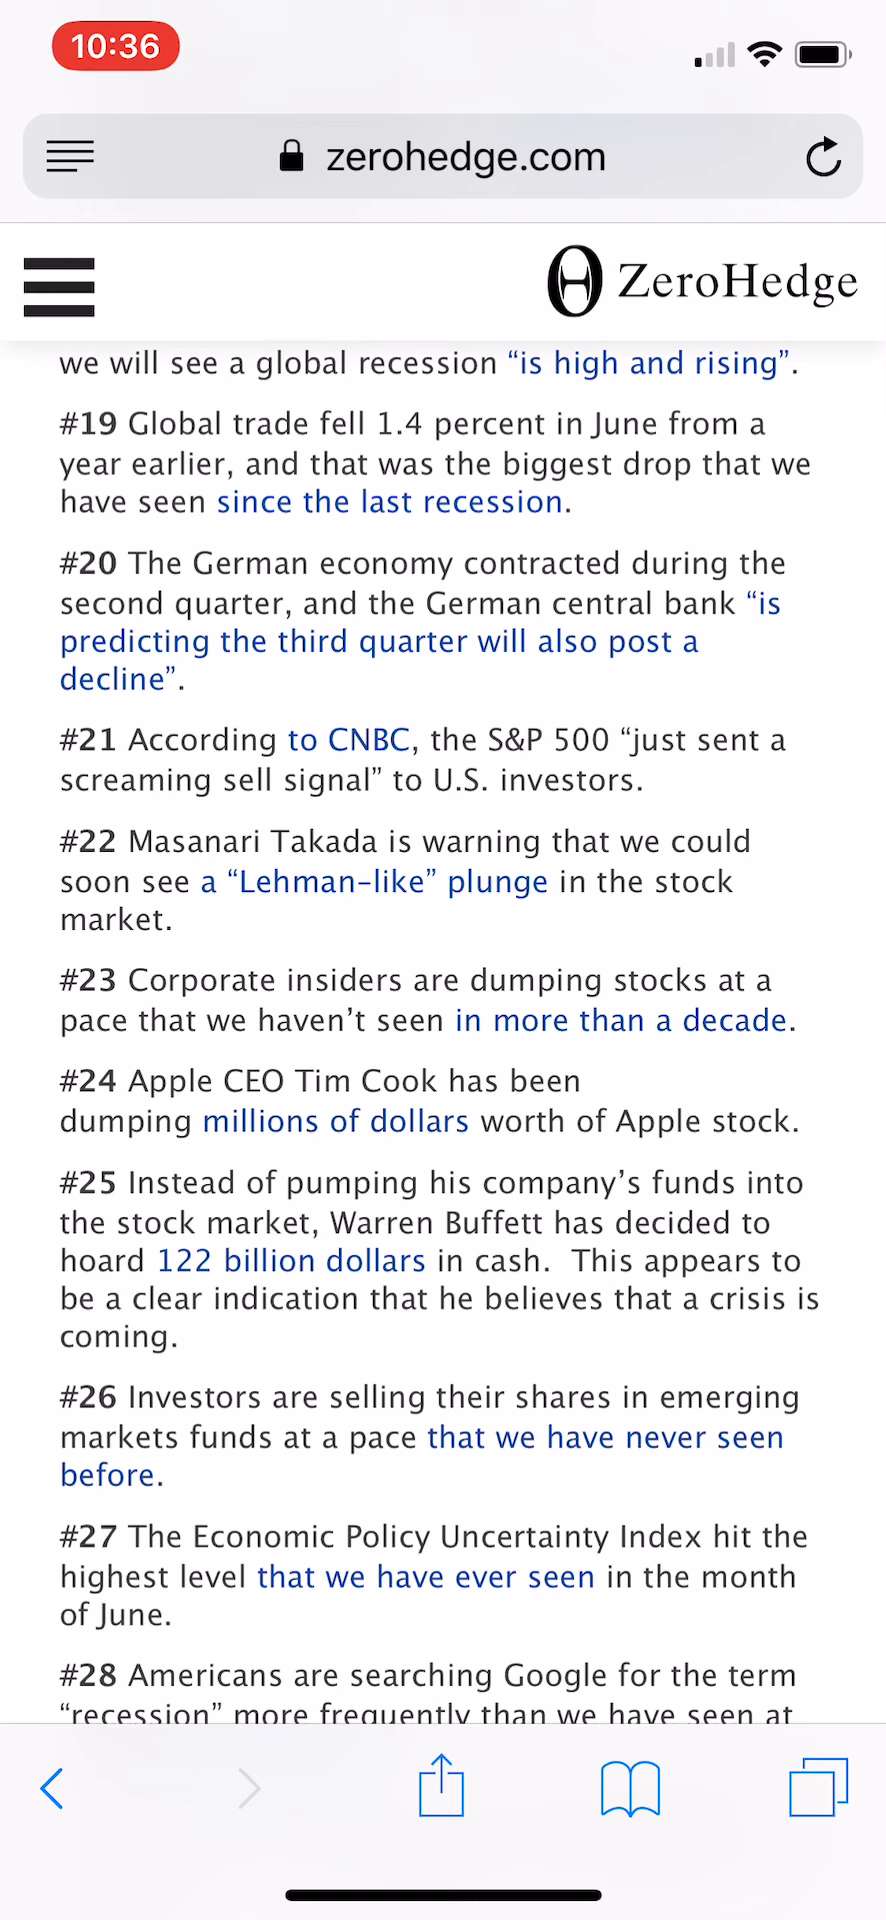 10:36
zerohedge.com
ZeroHedge
we will see a global recession “is high and rising”.
#19 Global trade fell 1.4 percent in June from a
year earlier, and that was the biggest drop that we
have seen since the last recession.
#20 The German economy contracted during the
second quarter, and the German central bank “is
predicting the third quarter will also post a
decline”.
#21 According to CNBC, the S&P 500 “just sent a
screaming sell signal” to U.S. investors.
#22 Masanari Takada is warning that we could
soon see a “Lehman-like” plunge in the stock
market.
#23 Corporate insiders are dumping stocks at a
pace that we haven’t seen in more than a decade.
#24 Apple CEO Tim Cook has been
dumping millions of dollars worth of Apple stock.
#25 Instead of pumping his company’s funds into
the stock market, Warren Buffett has decided to
hoard 122 billion dollars in cash.  This appears to
be a clear indication that he believes that a crisis is
coming.
#26 Investors are selling their shares in emerging
markets funds at a pace that we have never seen
before.
#27 The Economic Policy Uncertainty Index hit the
highest level that we have ever seen in the month
of June.
#28 Americans are searching Google for the term
“recession” more frequently than we have seen at